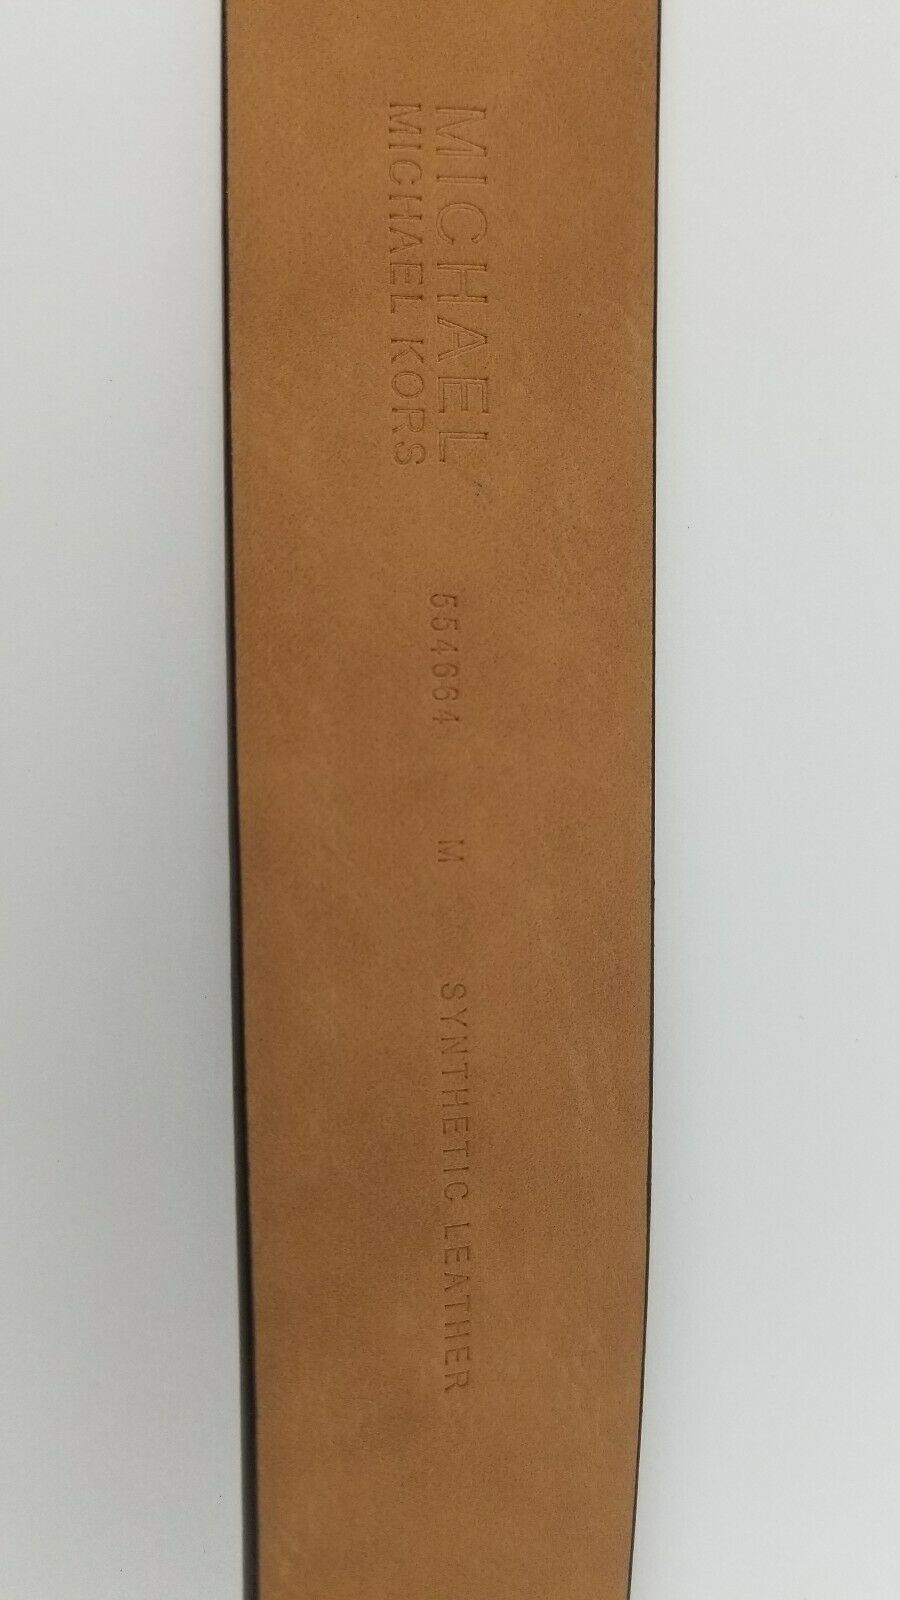 MICHAEL
MICHAEL KORS
554664 M SYNTHETIC LEATHER